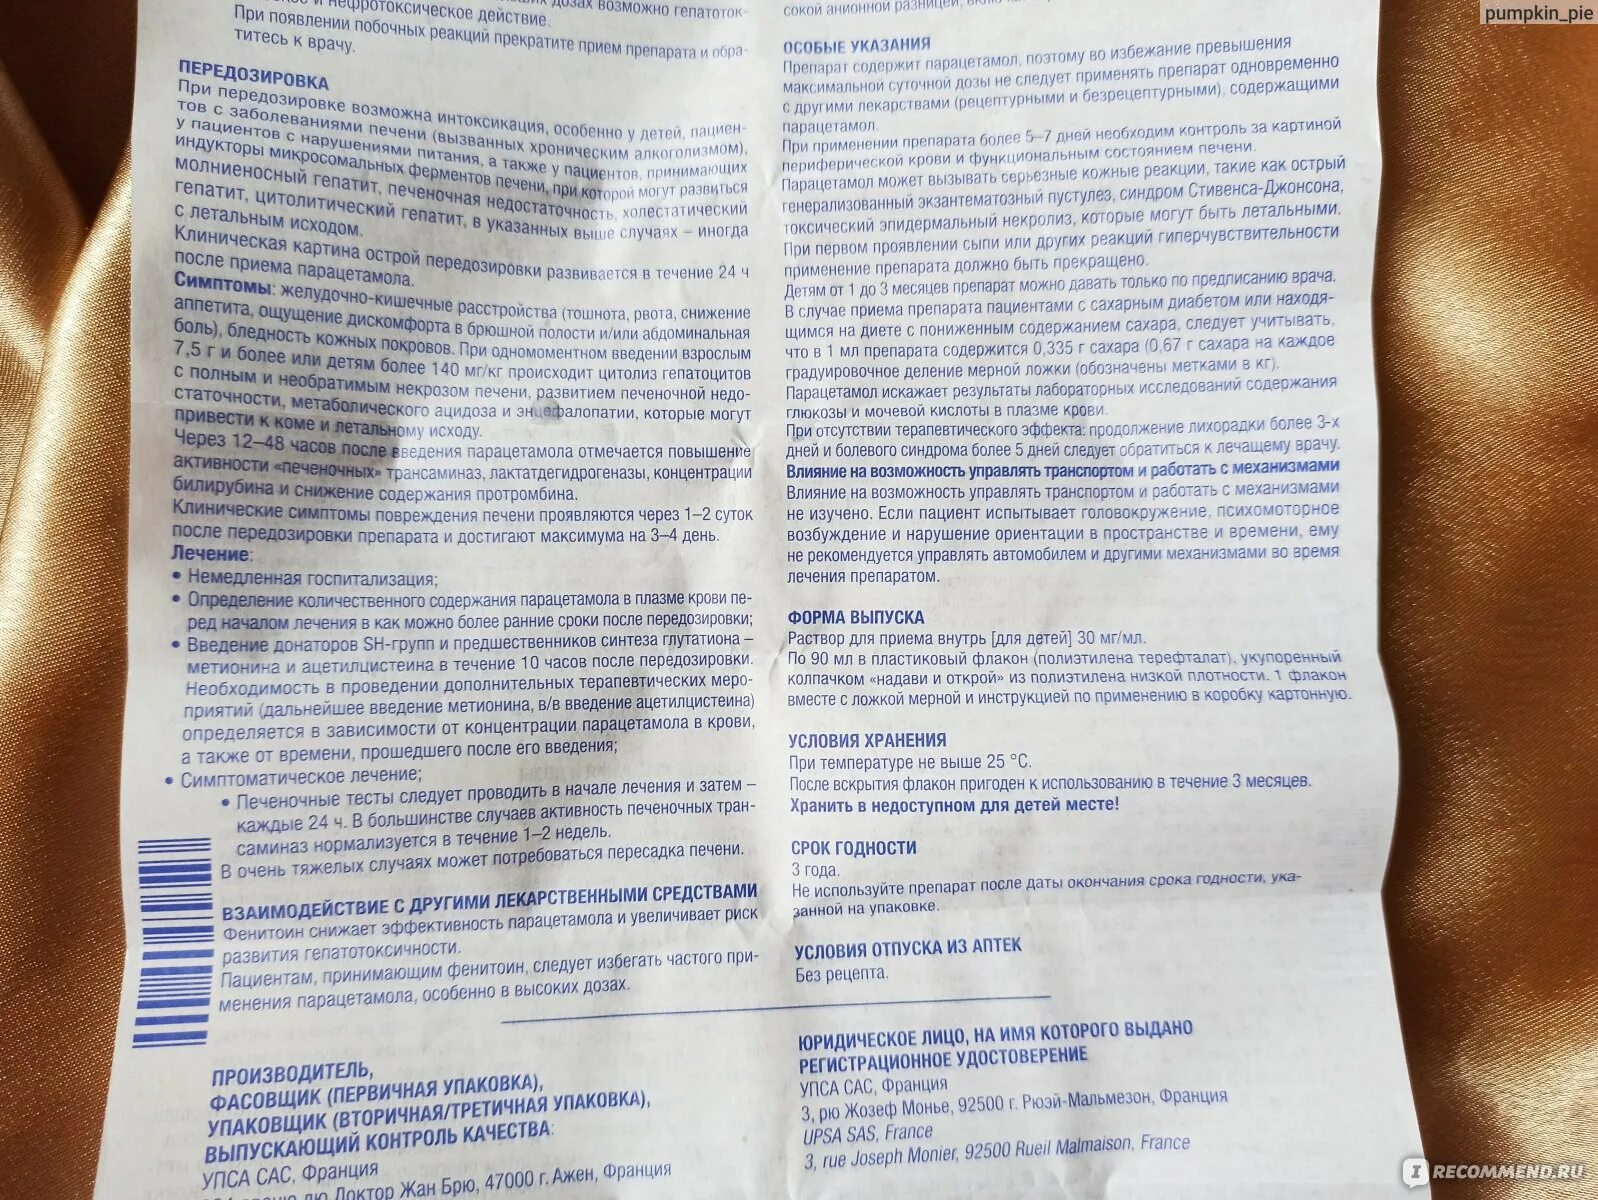 pumpkin_pie
дозах возможно гепатоток-
и нефротоксическое действие.
При появлении побочных реакций прекратите прием препарата и обра-
титесь к врачу.
ПЕРЕДОЗИРОВКА
При передозировке возможна интоксикация, особенно у детей, пациен-
тов с заболеваниями печени (вызванных хроническим алкоголизмом),
у пациентов с нарушениями питания, а также у пациентов, принимающих
индукторы микросомальных ферментов печени, при которой могут развиться
молниеносный гепатит, печеночная недостаточность, холестатический
гепатит, цитолитический гепатит, в указанных выше случаях – иногда
с летальным исходом.
Клиническая картина острой передозировки развивается в течение 24 ч
после приема парацетамола.
Симптомы: желудочно-кишечные расстройства (тошнота, рвота, снижение
аппетита, ощущение дискомфорта в брюшной полости и/или абдоминальная
боль), бледность кожных покровов. При одномоментном введении взрослым
7,5 г и более или детям более 140 мг/кг происходит цитолиз гепатоцитов
с полным и необратимым некрозом печени, развитием печеночной недо-
статочности, метаболического ацидоза и энцефалопатии, которые могут
привести к коме и летальному исходу.
Через 12–48 часов после введения парацетамола отмечается повышение
активности «печеночных» трансаминаз, лактатдегидрогеназы, концентрации
билирубина и снижение содержания протромбина.
Клинические симптомы повреждения печени проявляются через 1–2 суток
после передозировки препарата и достигают максимума на 3–4 день.
Лечение:
• Немедленная госпитализация;
• Определение количественного содержания парацетамола в плазме крови пе-
ред началом лечения в как можно более ранние сроки после передозировки;
• Введение донаторов SH-групп и предшественников синтеза глутатиона –
метионина и ацетилцистеина в течение 10 часов после передозировки.
Необходимость в проведении дополнительных терапевтических меро-
приятий (дальнейшее введение метионина, в/в введение ацетилцистеина)
определяется в зависимости от концентрации парацетамола в крови,
а также от времени, прошедшего после его введения;
• Симптоматическое лечение;
• Печеночные тесты следует проводить в начале лечения и затем –
каждые 24 ч. В большинстве случаев активность печеночных тран-
саминаз нормализуется в течение 1–2 недель.
В очень тяжелых случаях может потребоваться пересадка печени.
ВЗАИМОДЕЙСТВИЕ С ДРУГИМИ ЛЕКАРСТВЕННЫМИ СРЕДСТВАМИ
Фенитоин снижает эффективность парацетамола и увеличивает риск
развития гепатотоксичности.
Пациентам, принимающим фенитоин, следует избегать частого при-
менения парацетамола, особенно в высоких дозах.
ПРОИЗВОДИТЕЛЬ,
ФАСОВЩИК (ПЕРВИЧНАЯ УПАКОВКА),
УПАКОВЩИК (ВТОРИЧНАЯ/ТРЕТИЧНАЯ УПАКОВКА),
ВЫПУСКАЮЩИЙ КОНТРОЛЬ КАЧЕСТВА:
УПСА САС, Франция
дю Доктор Жан Брю, 47000 г. Ажен, Франция
сокой анионной разницей,
ОСОБЫЕ УКАЗАНИЯ
Препарат содержит парацетамол, поэтому во избежание превышения
максимальной суточной дозы не следует применять препарат одновременно
с другими лекарствами (рецептурными и безрецептурными), содержащими
парацетамол.
При применении препарата более 5–7 дней необходим контроль за картиной
периферической крови и функциональным состоянием печени.
Парацетамол может вызывать серьезные кожные реакции, такие как острый
генерализованный экзантематозный пустулез, синдром Стивенса-Джонсона,
токсический эпидермальный некролиз, которые могут быть летальными.
При первом проявлении сыпи или других реакций гиперчувствительности
применение препарата должно быть прекращено.
Детям от 1 до 3 месяцев препарат можно давать только по предписанию врача.
В случае приема препарата пациентами с сахарным диабетом или находя-
щимся на диете с пониженным содержанием сахара, следует учитывать,
что в 1 мл препарата содержится 0,335 г сахара (0,67 г сахара на каждое
градуировочное деление мерной ложки (обозначены метками в кг).
Парацетамол искажает результаты лабораторных исследований содержания
глюкозы и мочевой кислоты в плазме крови.
При отсутствии терапевтического эффекта: продолжение лихорадки более 3-х
дней и болевого синдрома более 5 дней следует обратиться к лечащему врачу.
Влияние на возможность управлять транспортом и работать с механизмами
Влияние на возможность управлять транспортом и работать с механизмами
не изучено. Если пациент испытывает головокружение, психомоторное
возбуждение и нарушение ориентации в пространстве и времени, ему
не рекомендуется управлять автомобилем и другими механизмами во время
лечения препаратом.
ФОРМА ВЫПУСКА
Раствор для приема внутрь [для детей] 30 мг/мл.
По 90 мл в пластиковый флакон (полиэтилена терефталат), укупоренный
колпачком «надави и открой» из полиэтилена низкой плотности. 1 флакон
вместе с ложкой мерной и инструкцией по применению в коробку картонную.
УСЛОВИЯ ХРАНЕНИЯ
При температуре не выше 25 °С.
После вскрытия флакон пригоден к использованию в течение 3 месяцев.
Хранить в недоступном для детей месте!
СРОК ГОДНОСТИ
3 года.
Не используйте препарат после даты окончания срока годности, ука-
занной на упаковке.
УСЛОВИЯ ОТПУСКА ИЗ АПТЕК
Без рецепта.
ЮРИДИЧЕСКОЕ ЛИЦО, НА ИМЯ КОТОРОГО ВЫДАНО
РЕГИСТРАЦИОННОЕ УДОСТОВЕРЕНИЕ
УПСА САС, Франция
3, рю Жозеф Монье, 92500 г. Рюэй-Мальмезон, Франция
UPSA SAS, France
3, rue Joseph Monier, 92500 Rueil Malmaison, France
IRECOMMEND.RU